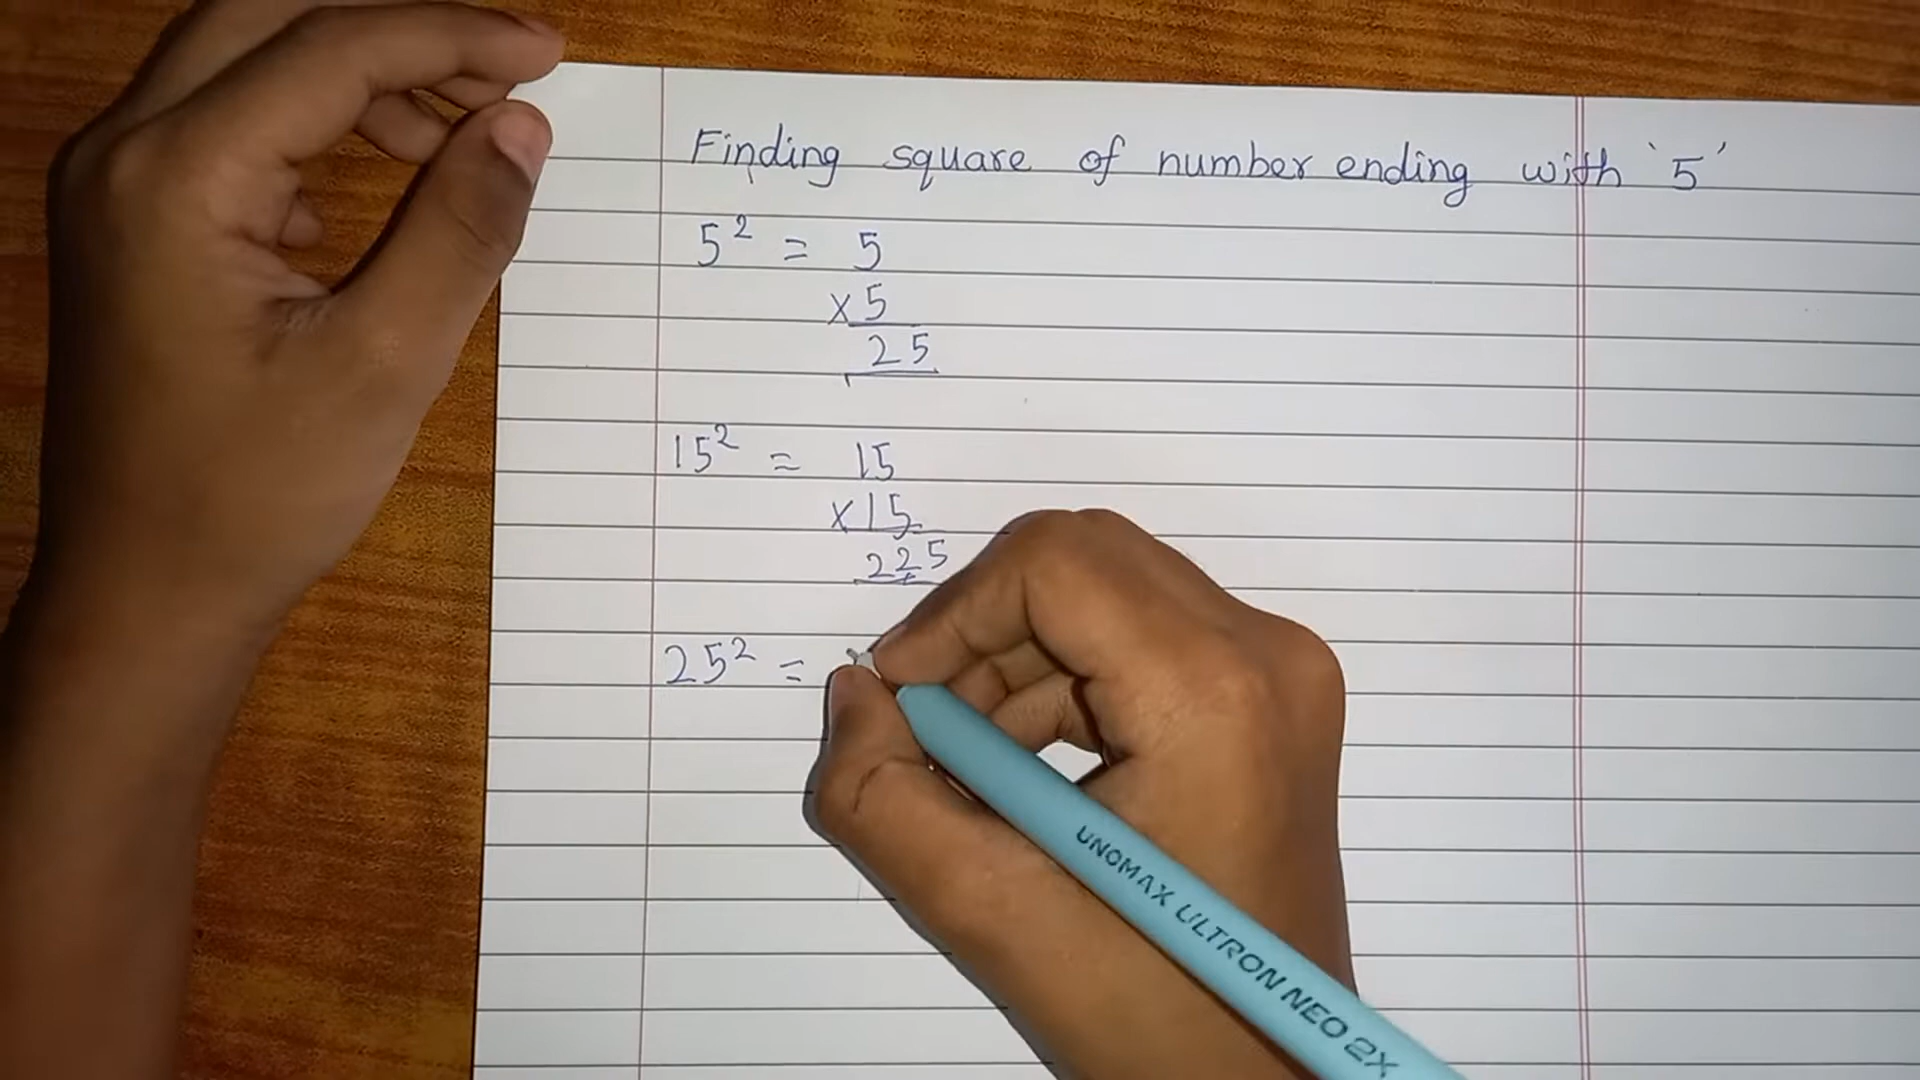 Finding square of number ending with '5'
5² = 5
x 5
25
15² = 15
x 15
225
25² =
UNOMAX ULTRON NEO 2X